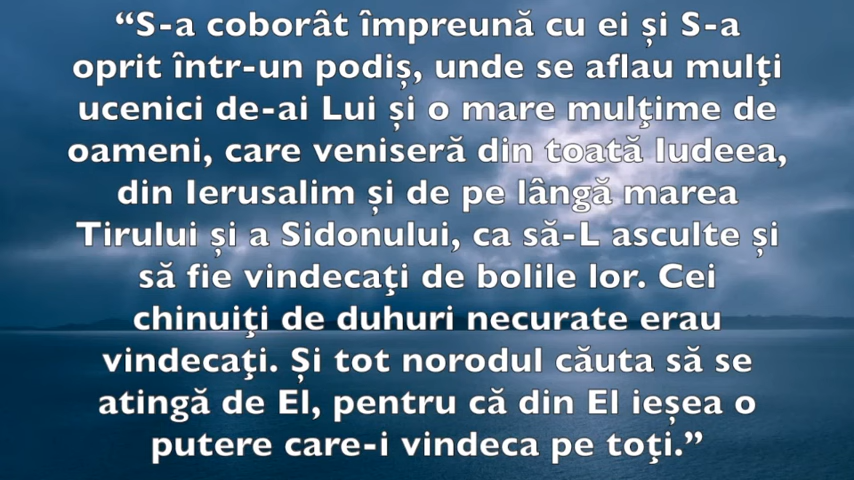 “S-a coborât împreună cu ei și S-a
oprit într-un podiș, unde se aflau mulţi
ucenici de-ai Lui și o mare mulţime de
oameni, care veniseră din toată Iudeea,
din Ierusalim și de pe lângă marea
Tirului și a Sidonului, ca să-L asculte și
să fie vindecaţi de bolile lor. Cei
chinuiţi de duhuri necurate erau
vindecaţi. Și tot norodul căuta să se
atingă de El, pentru că din El ieșea o
putere care-i vindeca pe toţi.”